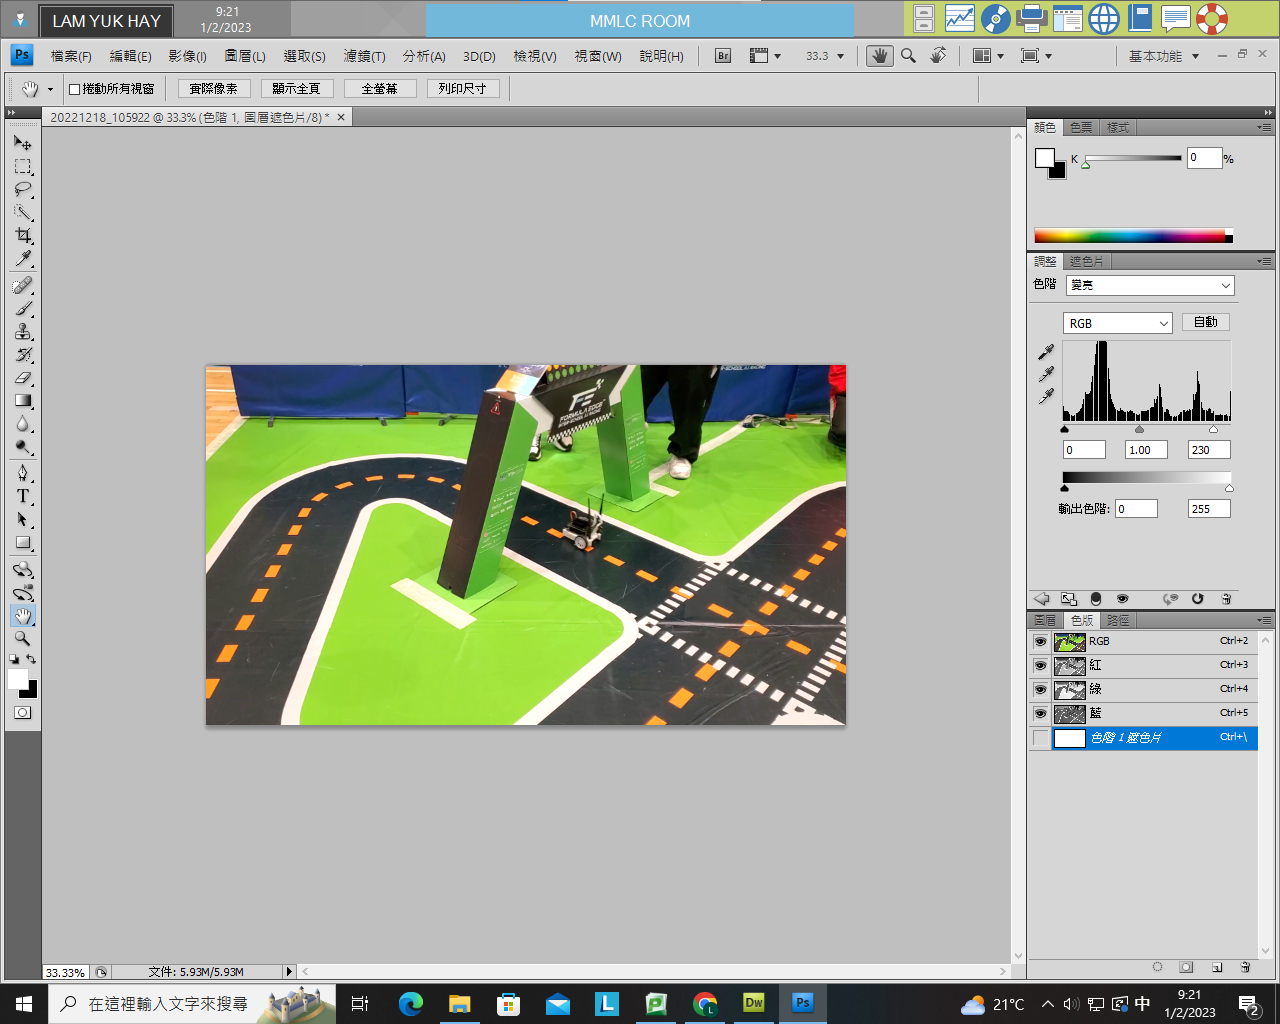 LAM YUK HAY
9:21
1/2/2023
MMLC ROOM
Ps
檔案(F)
編輯(E)
影像(I)
圖層(L)
選取(S)
濾鏡(T)
分析(A)
3D(D)
檢視(V)
視窗(W)
說明(H)
Br
33.3
基本功能
捲動所有視窗
實際像素
顯示全頁
全螢幕
列印尺寸
20221218_105922 @ 33.3% (色階 1, 圖層遮色片/8) *
顏色
色票
樣式
K
0
%
調整
遮色片
色階
變亮
RGB
自動
0
1.00
230
輸出色階:
0
255
圖層
色版
路徑
RGB
Ctrl+2
紅
Ctrl+3
綠
Ctrl+4
藍
Ctrl+5
色階 1 遮色片
Ctrl+\
FORMULA EDGE
INTER-SCHOOL A.I RACING
33.33%
文件: 5.93M/5.93M
在這裡輸入文字來搜尋
L
L
Dw
Ps
21°C
中
9:21
1/2/2023
2